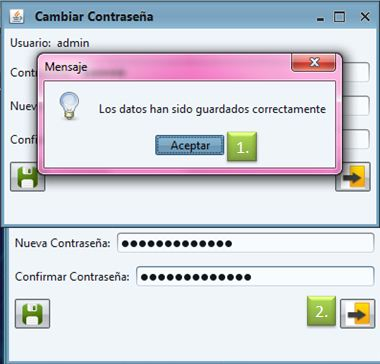 Cambiar Contraseña
Usuario: admin
Mensaje
Los datos han sido guardados correctamente
Aceptar
1.
Nueva Contraseña:
Confirmar Contraseña:
2.